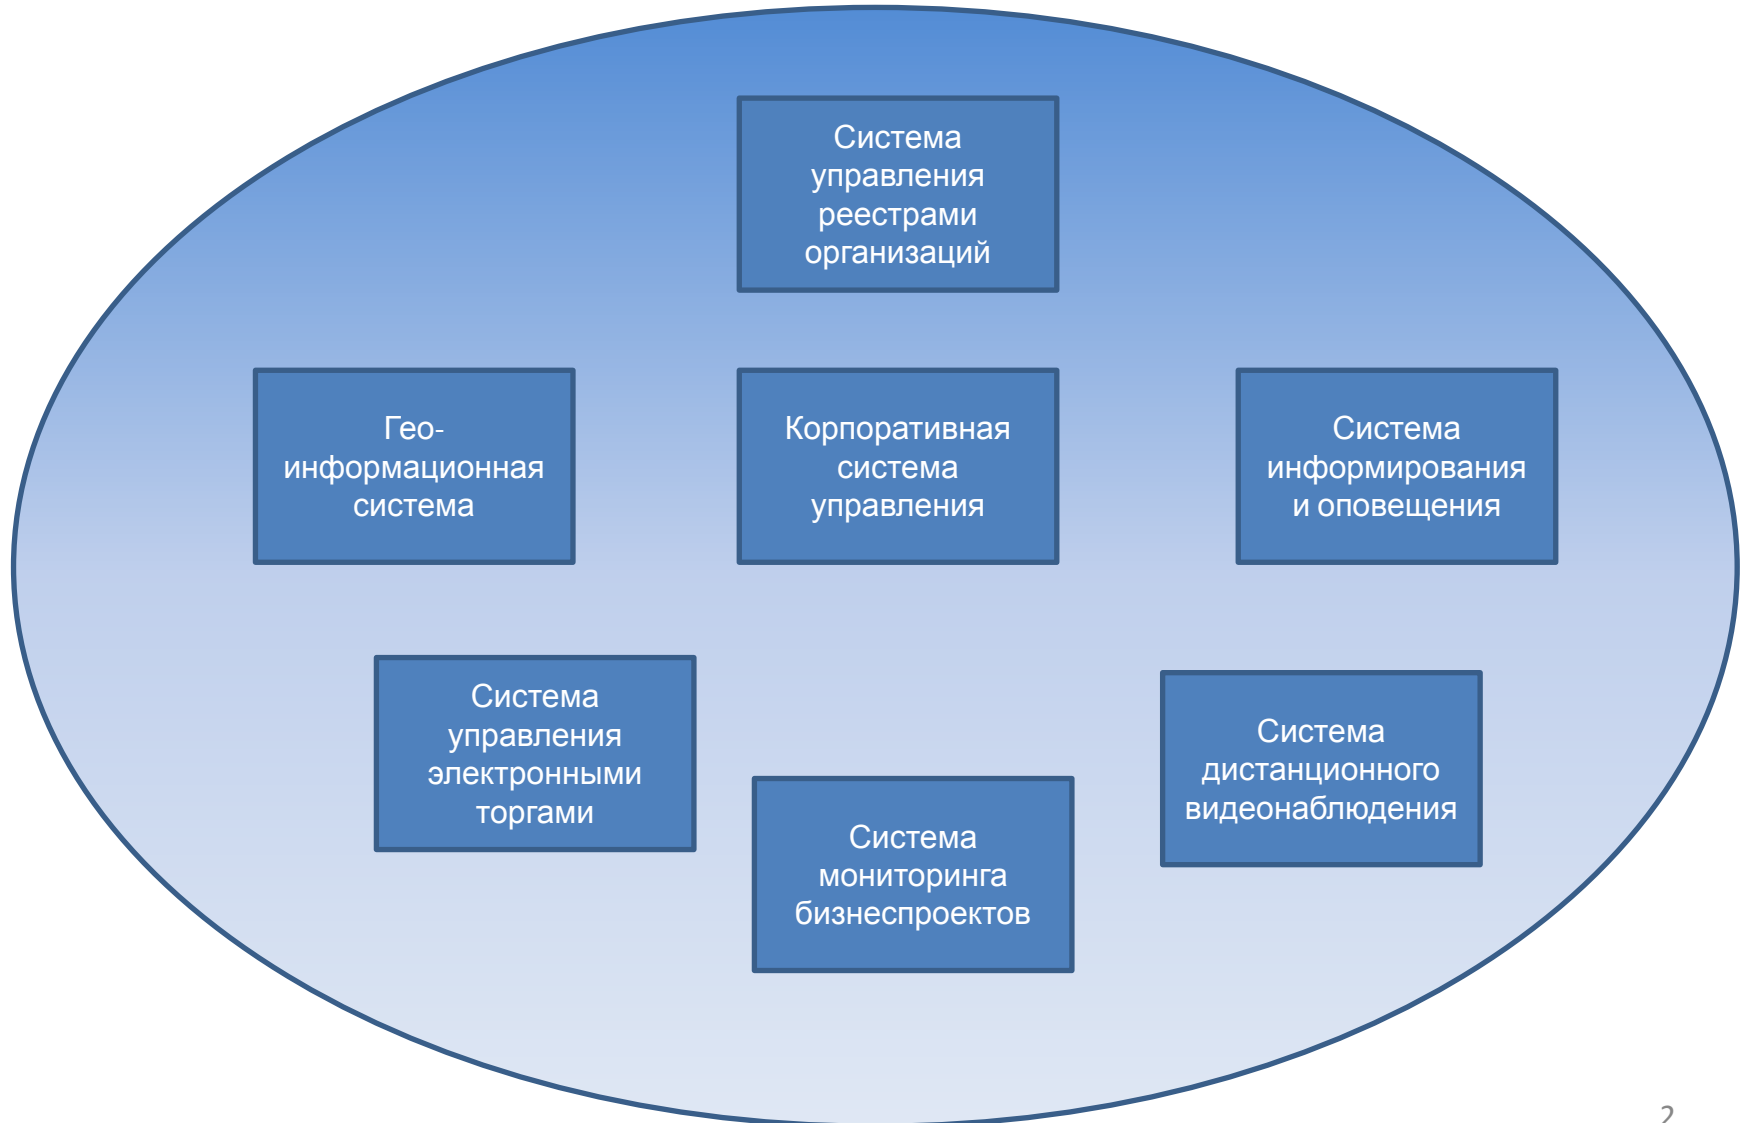 Система
управления
реестрами
организаций
Гео-
информационная
система
Корпоративная
система
управления
Система
информирования
и оповещения
Система
управления
электронными
торгами
Система
мониторинга
бизнеспроектов
Система
дистанционного
видеонаблюдения
2